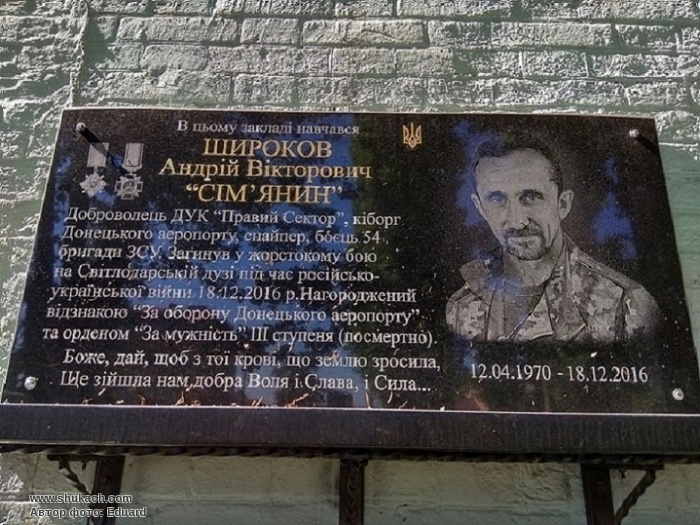 В цьому закладі навчався
ШИРОКОВ
Андрій Вікторович
“СІМ’ЯНИН”
Доброволець ДУК “Правий Сектор”, кіборг
Донецького аеропорту, снайпер, боєць 54
бригади ЗСУ. Загинув у жорстокому бою
на Світлодарській дузі під час російсько-
української війни 18.12.2016 р.Нагороджений
відзнакою “За оборону Донецького аеропорту”
та орденом “За мужність” III ступеня (посмертно).
Боже, дай, щоб з тої крові, що землю зросила,
Ще зійшла нам добра Воля і Слава, і Сила...
12.04.1970 - 18.12.2016
www.shukach.com
Автор фото: Eduard